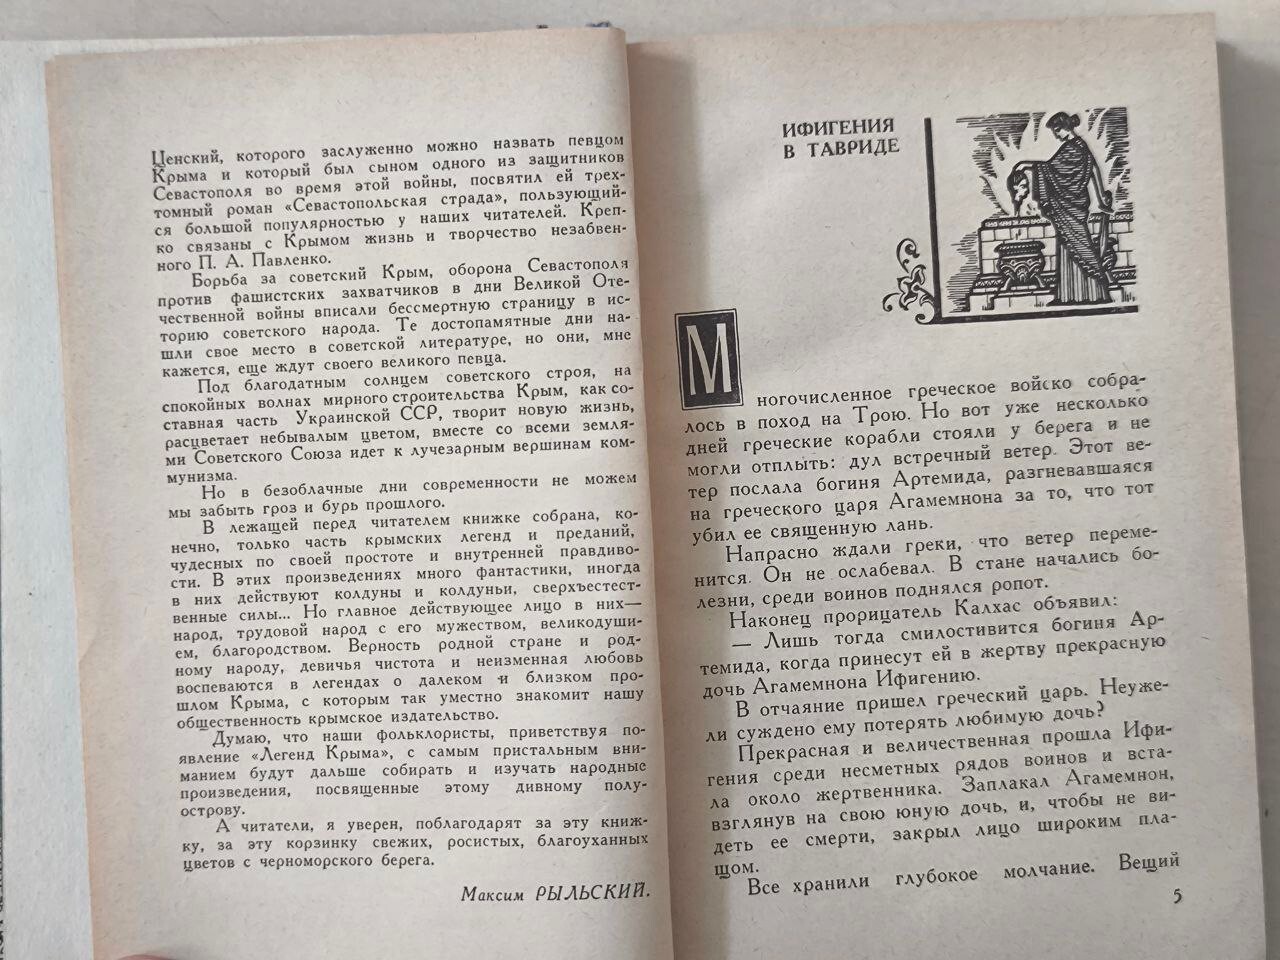 Ценский, которого заслуженно можно назвать певцом
Крыма и который был сыном одного из защитников
Севастополя во время этой войны, посвятил ей трех-
томный роман «Севастопольская страда», пользующий-
ся большой популярностью у наших читателей. Креп-
ко связаны с Крымом жизнь и творчество незабвен-
ного П. А. Павленко.
Борьба за советский Крым, оборона Севастополя
против фашистских захватчиков в дни Великой Оте-
чественной войны вписали бессмертную страницу в ис-
торию советского народа. Те достопамятные дни на-
шли свое место в советской литературе, но они, мне
кажется, еще ждут своего великого певца.
Под благодатным солнцем советского строя, на
спокойных волнах мирного строительства Крым, как со-
ставная часть Украинской ССР, творит новую жизнь,
расцветает небывалым цветом, вместе со всеми земля-
ми Советского Союза идет к лучезарным вершинам ком-
мунизма.
Но в безоблачные дни современности не можем
мы забыть гроз и бурь прошлого.
В лежащей перед читателем книжке собрана, ко-
нечно, только часть крымских легенд и преданий,
чудесных по своей простоте и внутренней правдиво-
сти. В этих произведениях много фантастики, иногда
в них действуют колдуны и колдуньи, сверхъестест-
венные силы... Но главное действующее лицо в них—
народ, трудовой народ с его мужеством, великодуши-
ем, благородством. Верность родной стране и род-
ному народу, девичья чистота и неизменная любовь
воспеваются в легендах о далеком и близком про-
шлом Крыма, с которым так уместно знакомит нашу
общественность крымское издательство.
Думаю, что наши фольклористы, приветствуя по-
явление «Легенд Крыма», с самым пристальным вни-
манием будут дальше собирать и изучать народные
произведения, посвященные этому дивному полу-
острову.
А читатели, я уверен, поблагодарят за эту книж-
ку, за эту корзинку свежих, росистых, благоуханных
цветов с черноморского берега.
Максим РЫЛЬСКИЙ.
ИФИГЕНИЯ
В ТАВРИДЕ
Многочисленное греческое войско собра-
лось в поход на Трою. Но вот уже несколько
дней греческие корабли стояли у берега и не
могли отплыть: дул встречный ветер. Этот ве-
тер послала богиня Артемида, разгневавшаяся
на греческого царя Агамемнона за то, что тот
убил ее священную лань.
Напрасно ждали греки, что ветер переме-
нится. Он не ослабевал. В стане начались бо-
лезни, среди воинов поднялся ропот.
Наконец прорицатель Калхас объявил:
— Лишь тогда смилостивится богиня Ар-
темида, когда принесут ей в жертву прекрасную
дочь Агамемнона Ифигению.
В отчаяние пришел греческий царь. Неуже-
ли суждено ему потерять любимую дочь?
Прекрасная и величественная прошла Ифи-
гения среди несметных рядов воинов и вста-
ла около жертвенника. Заплакал Агамемнон,
взглянув на свою юную дочь, и, чтобы не ви-
деть ее смерти, закрыл лицо широким пла-
щом.
Все хранили глубокое молчание. Вещий
5